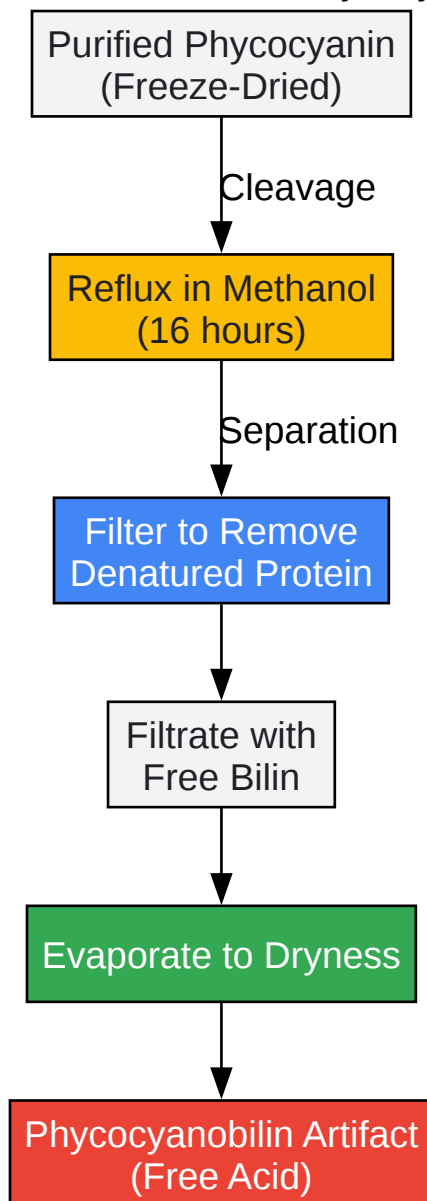 Purified Phycocyanin
(Freeze-Dried)
Cleavage
Reflux in Methanol
(16 hours)
Separation
Filter to Remove
Denatured Protein
Filtrate with
Free Bilin
Evaporate to Dryness
Phycocyanobilin Artifact
(Free Acid)